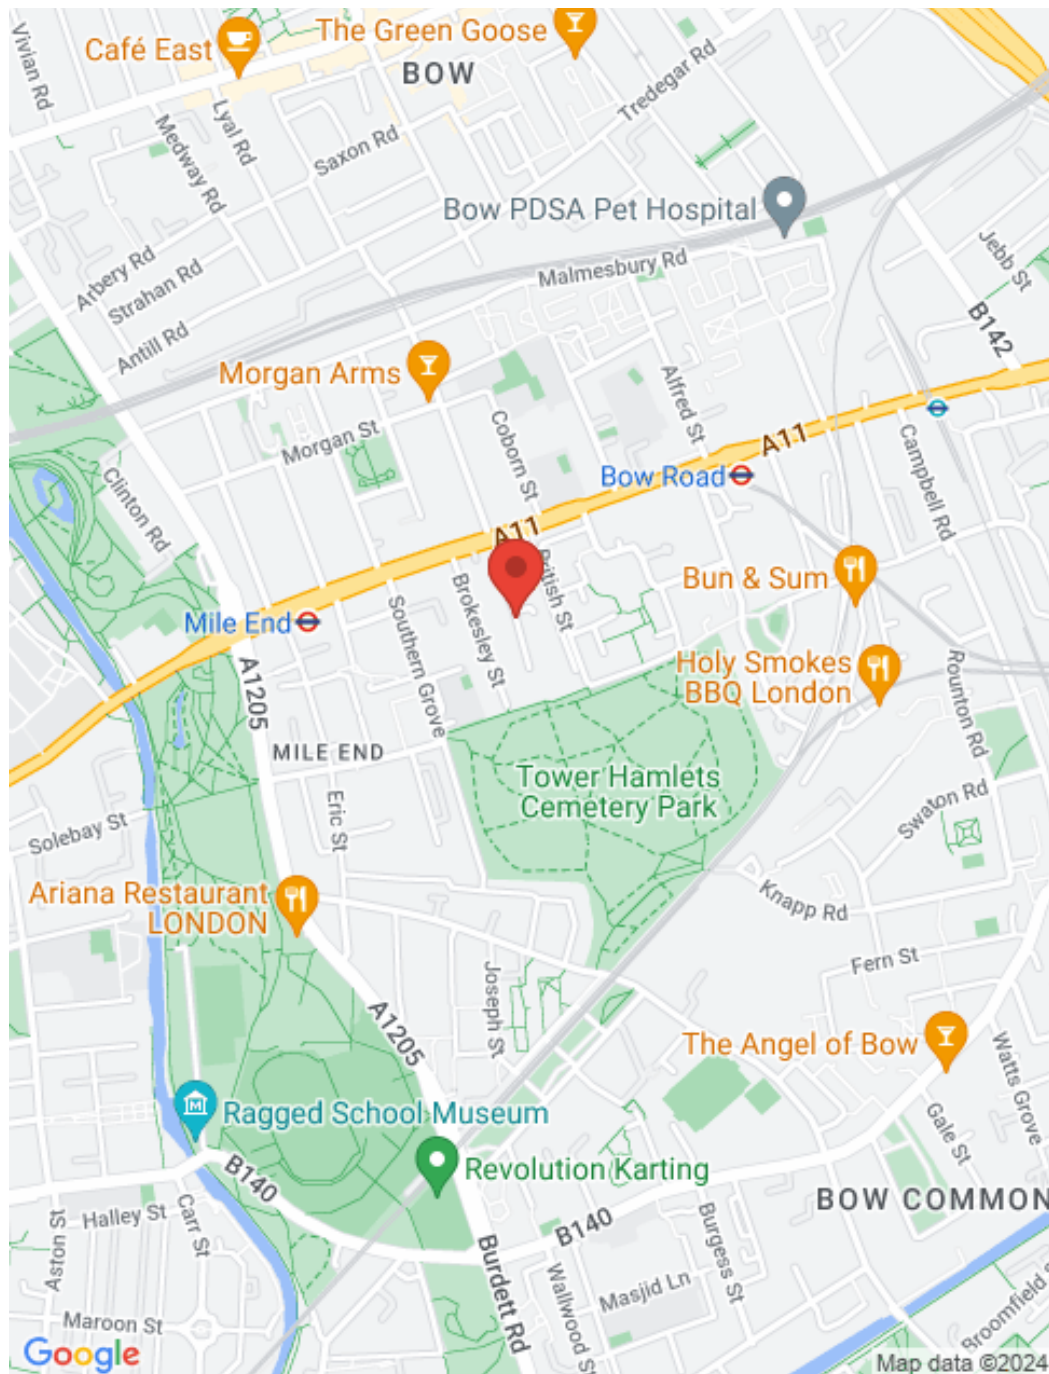 The Green Goose
Café East
BOW
Vivian Rd
Lyal Rd
Medway Rd
Saxon Rd
Tredegar Rd
Bow PDSA Pet Hospital
Malmesbury Rd
Jebb St
Arbery Rd
Strahan Rd
Antill Rd
B142
Morgan Arms
Alfred St
Morgan St
Coborn St
A11
Campbell Rd
Clinton Rd
Bow Road
A11
British St
Bun & Sum
Brokesley St
Southern Grove
Mile End
Holy Smokes
BBQ London
Rounton Rd
A1205
MILE END
Tower Hamlets
Cemetery Park
Eric St
Swaton Rd
Solebay St
Ariana Restaurant
LONDON
Knapp Rd
Fern St
Joseph St
A1205
The Angel of Bow
Watts Grove
Gale St
Ragged School Museum
Revolution Karting
B140
BOW COMMON
Halley St
Carr St
Aston St
B140
Burgess St
Burdett Rd
Wallwood St
Masjid Ln
Broomfield S
Maroon St
Google
Map data ©2024